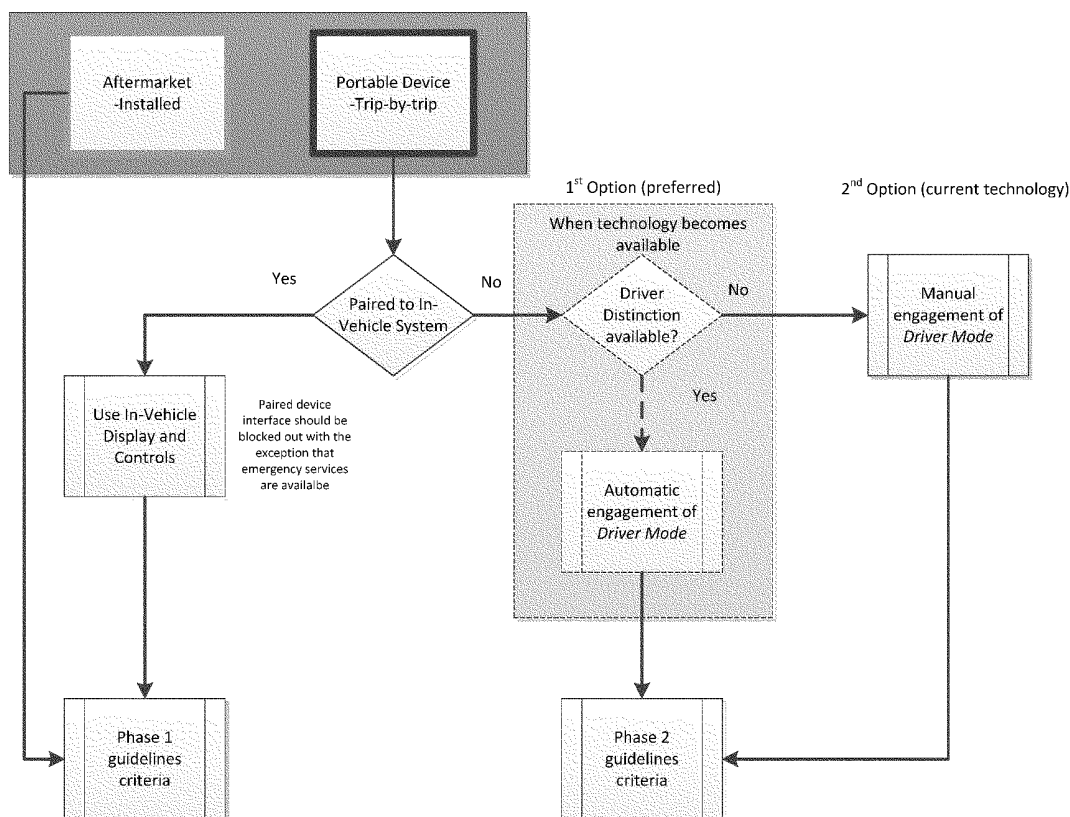 Aftermarket
-Installed
Portable Device
-Trip-by-trip
1st Option (preferred)
2nd Option (current technology)
When technology becomes
available
Yes
Paired to In-
Vehicle System
No
Driver
Distinction
available?
No
Manual
engagement of
Driver Mode
Use In-Vehicle
Display and
Controls
Paired device
interface should be
blocked out with the
exception that
emergency services
are availalbe
Yes
Automatic
engagement of
Driver Mode
Phase 1
guidelines
criteria
Phase 2
guidelines
criteria